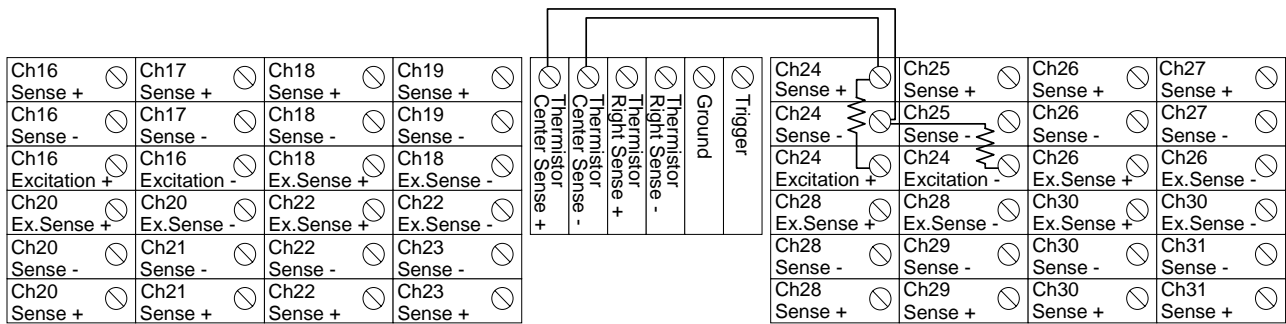 Ch16
Sense +
Ch17
Sense +
Ch18
Sense +
Ch19
Sense +
Ch16
Sense -
Ch17
Sense -
Ch18
Sense -
Ch19
Sense -
Ch16
Excitation +
Ch16
Excitation -
Ch18
Ex.Sense +
Ch18
Ex.Sense -
Ch20
Ex.Sense +
Ch20
Ex.Sense -
Ch22
Ex.Sense +
Ch22
Ex.Sense -
Ch20
Sense -
Ch21
Sense -
Ch22
Sense -
Ch23
Sense -
Ch20
Sense +
Ch21
Sense +
Ch22
Sense +
Ch23
Sense +
Thermistor
Center Sense +
Thermistor
Center Sense -
Thermistor
Right Sense +
Thermistor
Right Sense -
Ground
Trigger
Ch24
Sense +
Ch25
Sense +
Ch26
Sense +
Ch27
Sense +
Ch24
Sense -
Ch25
Sense -
Ch26
Sense -
Ch27
Sense -
Ch24
Excitation +
Ch24
Excitation -
Ch26
Ex.Sense +
Ch26
Ex.Sense -
Ch28
Ex.Sense +
Ch28
Ex.Sense -
Ch30
Ex.Sense +
Ch30
Ex.Sense -
Ch28
Sense -
Ch29
Sense -
Ch30
Sense -
Ch31
Sense -
Ch28
Sense +
Ch29
Sense +
Ch30
Sense +
Ch31
Sense +